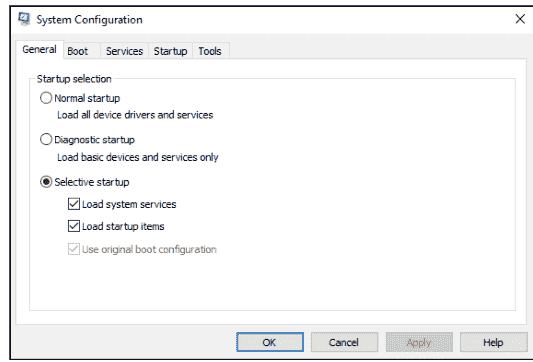 System Configuration
General Boot Services Startup Tools
Startup selection
Normal startup
Load all device drivers and services
Diagnostic startup
Load basic devices and services only
Selective startup
Load system services
Load startup items
Use original boot configuration
OK Cancel Apply Help